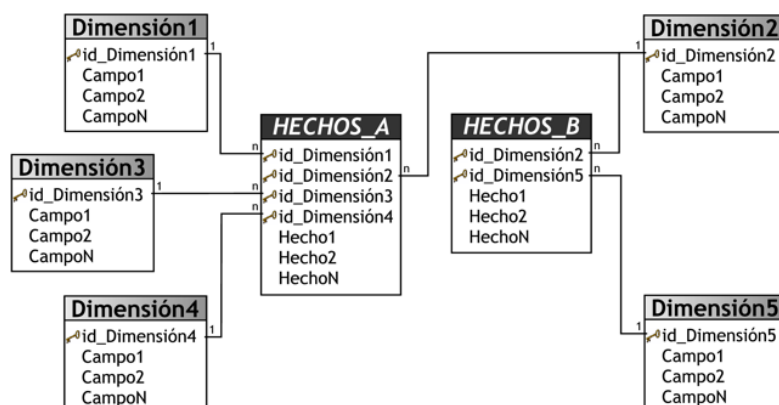 Dimensión1
id_Dimensión1
Campo1
Campo2
CampoN
1
Dimensión3
id_Dimensión3
Campo1
Campo2
CampoN
1
Dimensión4
id_Dimensión4
Campo1
Campo2
CampoN
1
HECHOS_A
n
id_Dimensión1
id_Dimensión2
n
n
id_Dimensión3
n
id_Dimensión4
Hecho1
Hecho2
HechoN
HECHOS_B
id_Dimensión2
n
id_Dimensión5
n
Hecho1
Hecho2
HechoN
Dimensión2
1
id_Dimensión2
Campo1
Campo2
CampoN
Dimensión5
1
id_Dimensión5
Campo1
Campo2
CampoN